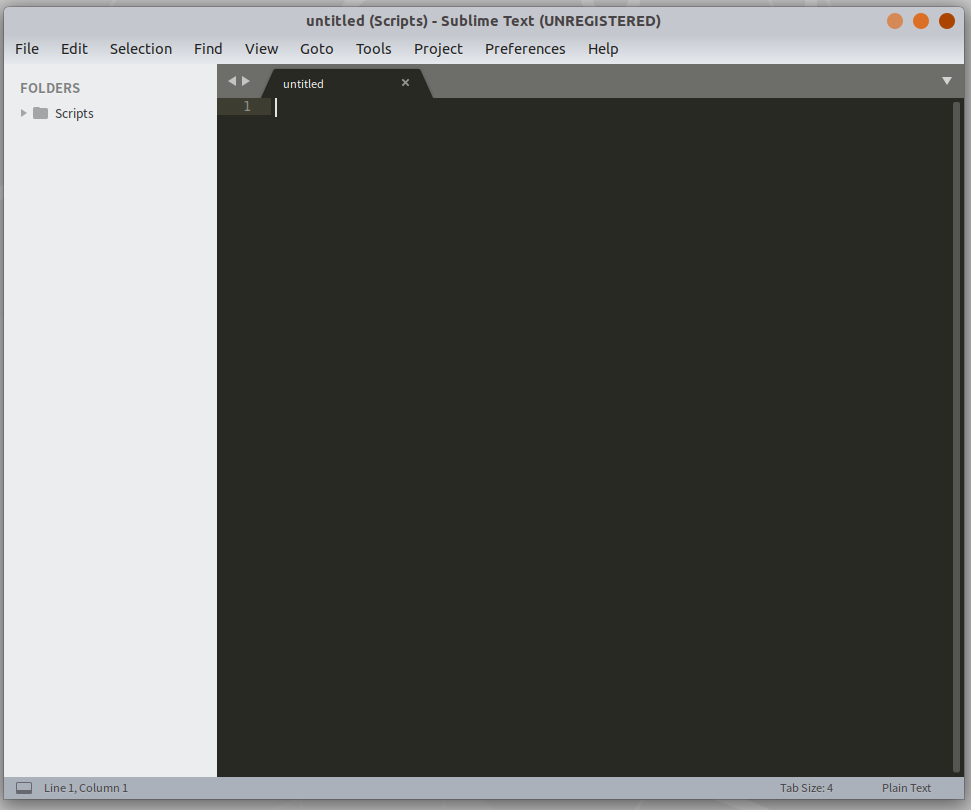 untitled (Scripts) - Sublime Text (UNREGISTERED)
File Edit Selection Find View Goto Tools Project Preferences Help
FOLDERS
Scripts
untitled
1
Line 1, Column 1
Tab Size: 4
Plain Text